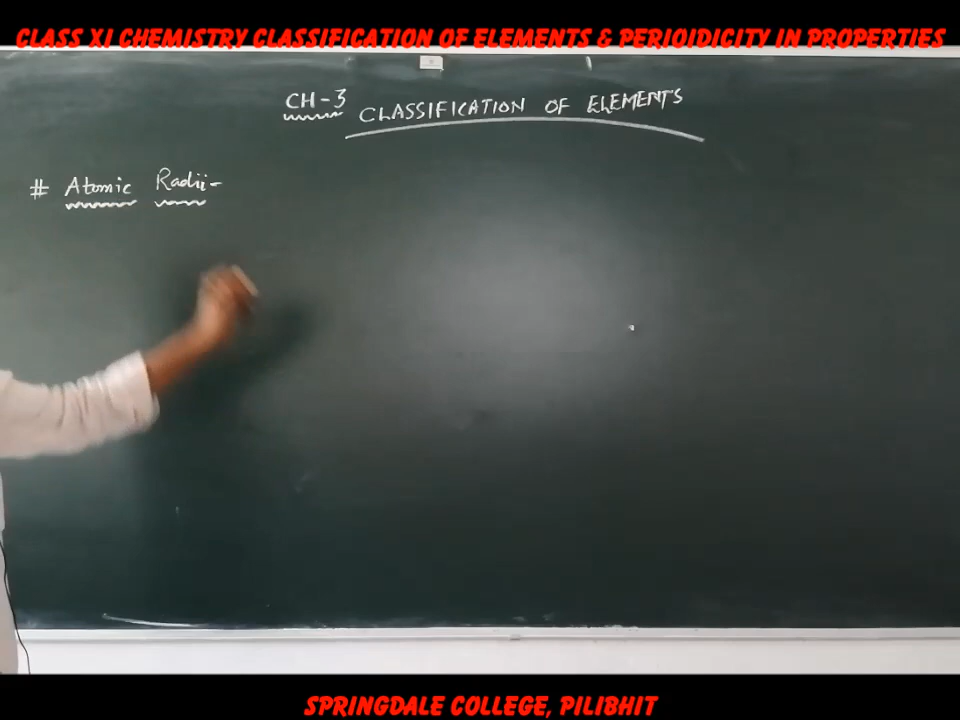 CLASS XI CHEMISTRY CLASSIFICATION OF ELEMENTS & PERIOIDICITY IN PROPERTIES
CH-3 CLASSIFICATION OF ELEMENTS
# Atomic Radii-
SPRINGDALE COLLEGE, PILIBHIT